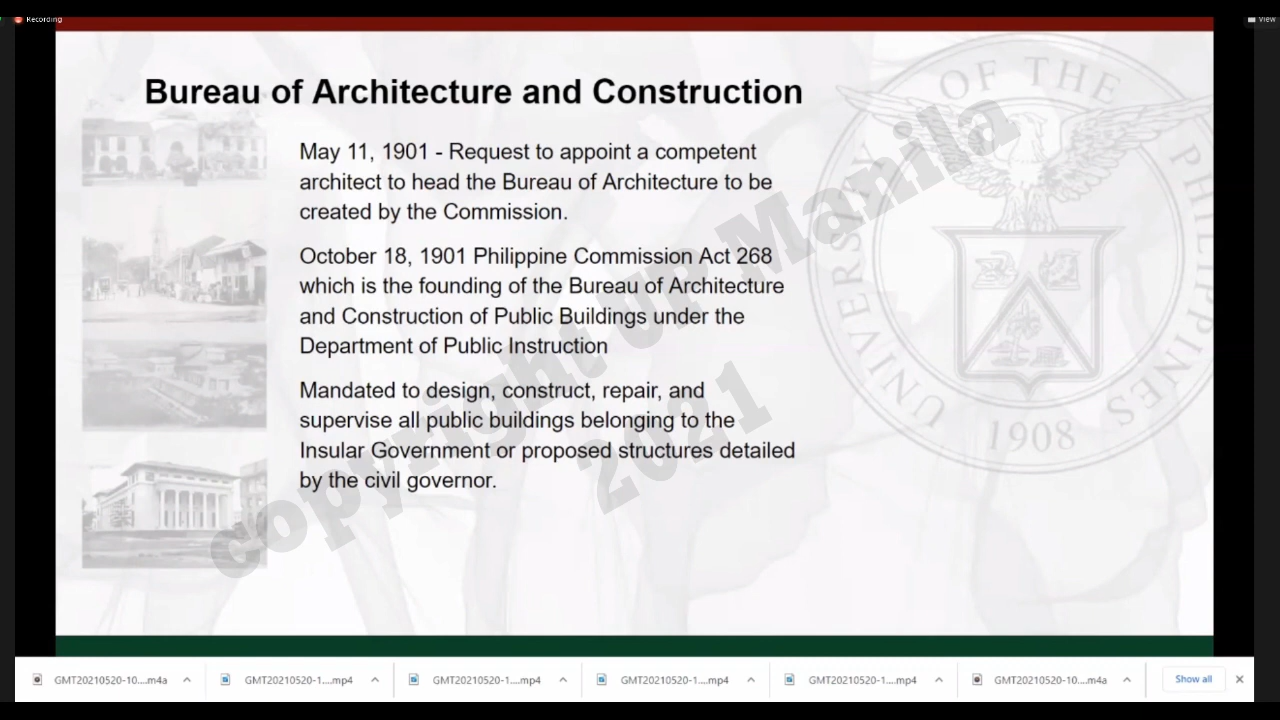 Recording
View
Bureau of Architecture and Construction
May 11, 1901 - Request to appoint a competent
architect to head the Bureau of Architecture to be
created by the Commission.
October 18, 1901 Philippine Commission Act 268
which is the founding of the Bureau of Architecture
and Construction of Public Buildings under the
Department of Public Instruction
Mandated to design, construct, repair, and
supervise all public buildings belonging to the
Insular Government or proposed structures detailed
by the civil governor.
copyright UP Manila
2021
UNIVERSITY OF THE PHILIPPINES
1908
GMT20210520-10....m4a
GMT20210520-1....mp4
GMT20210520-1....mp4
GMT20210520-1....mp4
GMT20210520-1....mp4
GMT20210520-10....m4a
Show all